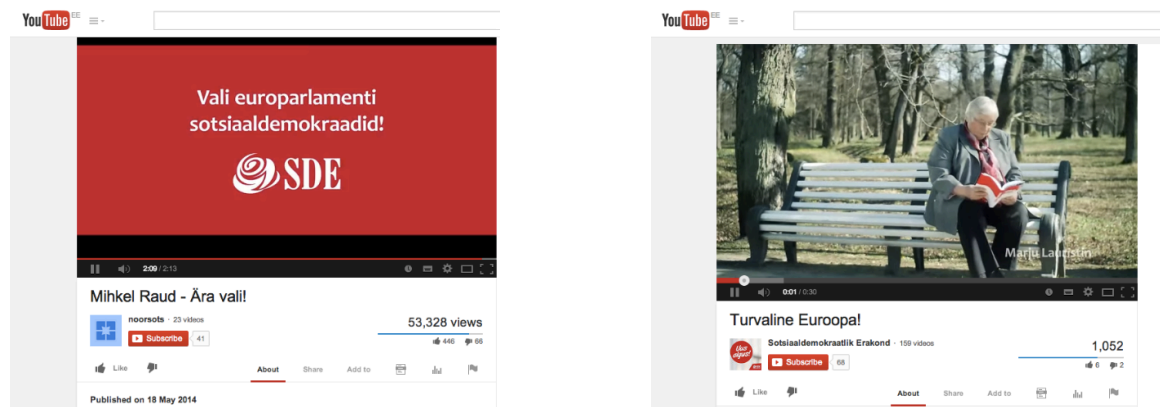 YouTube EE
Vali europarlamenti
sotsiaaldemokraadid!
SDE
2:09 / 2:13
Mihkel Raud - Ära vali!
noorsots · 23 videos
Subscribe 41
53,328 views
446 66
Like
About Share Add to
Published on 18 May 2014
YouTube EE
Marju Lauristin
0:01 / 0:30
Turvaline Euroopa!
Sotsiaaldemokraatlik Erakond · 159 videos
Subscribe 68
1,052
6 2
Like
About Share Add to